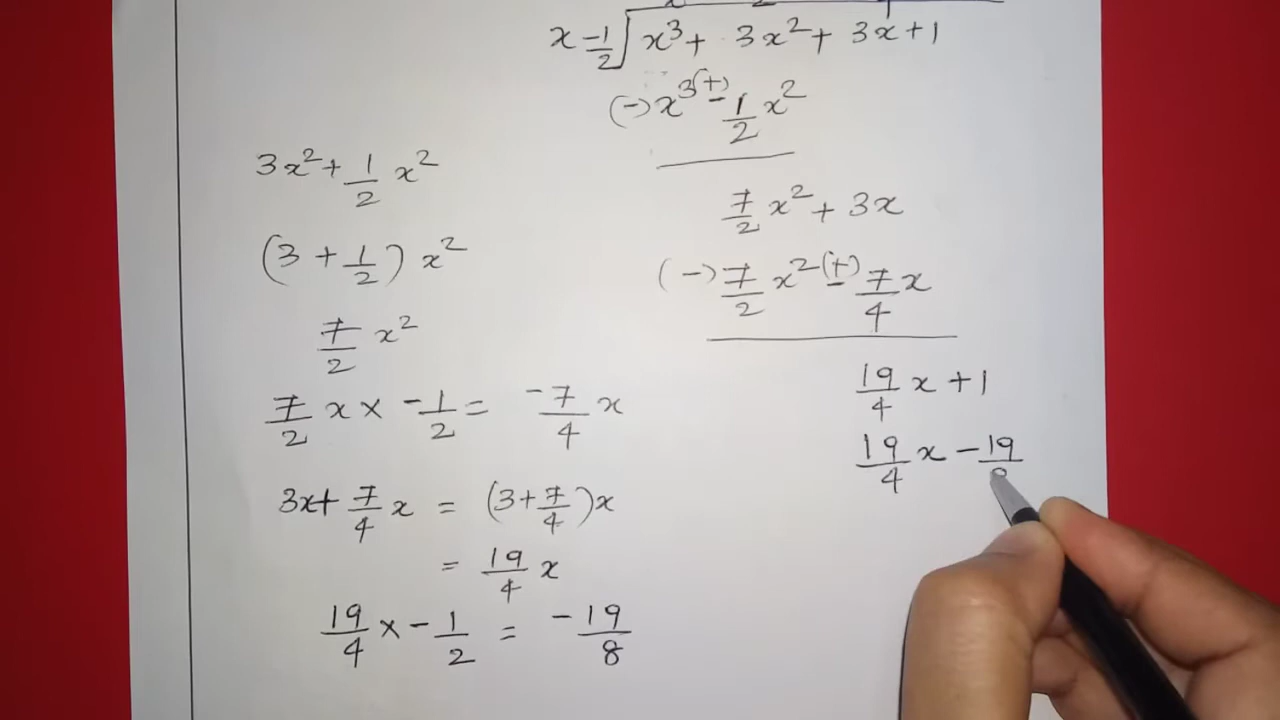 x - 1/2 ) x³ + 3x² + 3x + 1
(-) x³ (+) - 1/2 x²
7/2 x² + 3x
(-) 7/2 x² (+) - 7/4 x
19/4 x + 1
19/4 x - 19/8
3x² + 1/2 x²
(3 + 1/2) x²
7/2 x²
7/2 x × - 1/2 = - 7/4 x
3x + 7/4 x = (3 + 7/4) x
= 19/4 x
19/4 × - 1/2 = - 19/8